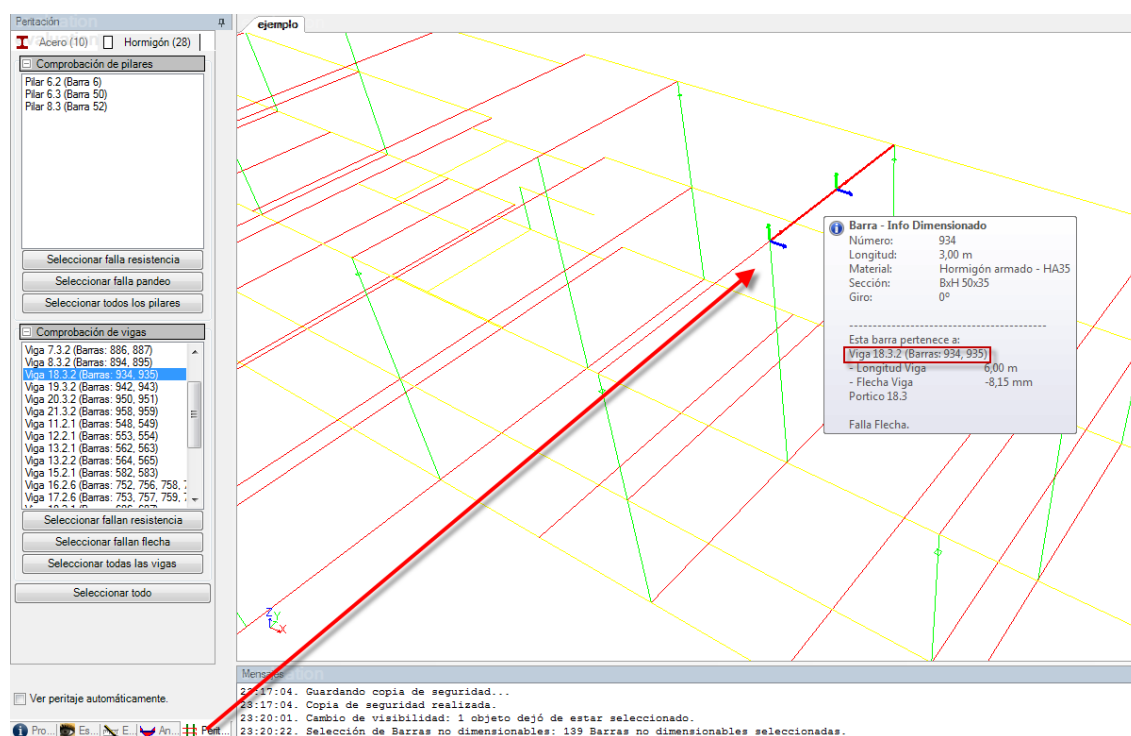 Peritación
ejemplo
Acero (10) Hormigón (28)
Comprobación de pilares
Pilar 6.2 (Barra 6)
Pilar 6.3 (Barra 50)
Pilar 8.3 (Barra 52)
Seleccionar falla resistencia
Seleccionar falla pandeo
Seleccionar todos los pilares
Comprobación de vigas
Viga 7.3.2 (Barras: 886, 887)
Viga 8.3.2 (Barras: 894, 895)
Viga 18.3.2 (Barras: 934, 935)
Viga 19.3.2 (Barras: 942, 943)
Viga 20.3.2 (Barras: 950, 951)
Viga 21.3.2 (Barras: 958, 959)
Viga 11.2.1 (Barras: 548, 549)
Viga 12.2.1 (Barras: 553, 554)
Viga 13.2.1 (Barras: 562, 563)
Viga 13.2.2 (Barras: 564, 565)
Viga 15.2.1 (Barras: 582, 583)
Viga 16.2.6 (Barras: 752, 756, 758,
Viga 17.2.6 (Barras: 753, 757, 759,
Seleccionar fallan resistencia
Seleccionar fallan flecha
Seleccionar todas las vigas
Seleccionar todo
Ver peritaje automáticamente.
Pro... Es... E... An... Perit...
Barra - Info Dimensionado
Número: 934
Longitud: 3,00 m
Material: Hormigón armado - HA35
Sección: BxH 50x35
Giro: 0º
----------------------------------------
Esta barra pertenece a:
Viga 18.3.2 (Barras: 934, 935)
- Longitud Viga 6,00 m
- Flecha Viga -8,15 mm
Portico 18.3
Falla Flecha.
Z Y
X
Mensajes
23:17:04. Guardando copia de seguridad...
23:17:04. Copia de seguridad realizada.
23:20:01. Cambio de visibilidad: 1 objeto dejó de estar seleccionado.
23:20:22. Selección de Barras no dimensionables: 139 Barras no dimensionables seleccionadas.